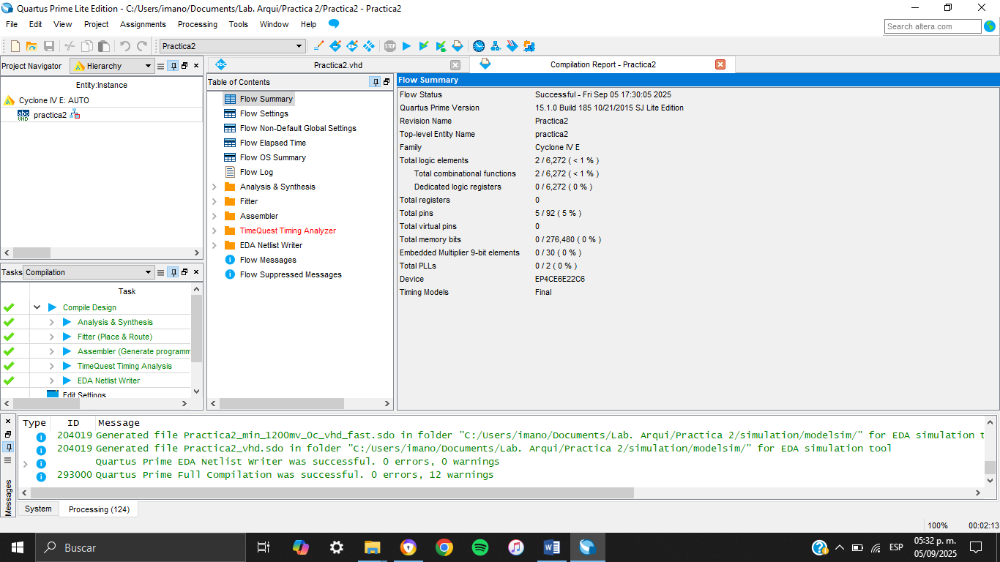 Quartus Prime Lite Edition - C:/Users/imano/Documents/Lab. Arqui/Practica 2/Practica2 - Practica2
File Edit View Project Assignments Processing Tools Window Help
Search altera.com
Practica2
STOP
Project Navigator Hierarchy
Entity:Instance
Cyclone IV E: AUTO
abc VHD practica2
Tasks Compilation
Task
Compile Design
Analysis & Synthesis
Fitter (Place & Route)
Assembler (Generate programm
TimeQuest Timing Analysis
EDA Netlist Writer
Edit Settings
abc Practica2.vhd
Compilation Report - Practica2
Table of Contents
Flow Summary
Flow Settings
Flow Non-Default Global Settings
Flow Elapsed Time
Flow OS Summary
Flow Log
Analysis & Synthesis
Fitter
Assembler
TimeQuest Timing Analyzer
EDA Netlist Writer
Flow Messages
Flow Suppressed Messages
Flow Summary
Flow Status Successful - Fri Sep 05 17:30:05 2025
Quartus Prime Version 15.1.0 Build 185 10/21/2015 SJ Lite Edition
Revision Name Practica2
Top-level Entity Name practica2
Family Cyclone IV E
Total logic elements 2 / 6,272 ( < 1 % )
Total combinational functions 2 / 6,272 ( < 1 % )
Dedicated logic registers 0 / 6,272 ( 0 % )
Total registers 0
Total pins 5 / 92 ( 5 % )
Total virtual pins 0
Total memory bits 0 / 276,480 ( 0 % )
Embedded Multiplier 9-bit elements 0 / 30 ( 0 % )
Total PLLs 0 / 2 ( 0 % )
Device EP4CE6E22C6
Timing Models Final
Messages
Type ID Message
204019 Generated file Practica2_min_1200mv_0c_vhd_fast.sdo in folder "C:/Users/imano/Documents/Lab. Arqui/Practica 2/simulation/modelsim/" for EDA simulation t
204019 Generated file Practica2_vhd.sdo in folder "C:/Users/imano/Documents/Lab. Arqui/Practica 2/simulation/modelsim/" for EDA simulation tool
Quartus Prime EDA Netlist Writer was successful. 0 errors, 0 warnings
293000 Quartus Prime Full Compilation was successful. 0 errors, 12 warnings
System Processing (124)
100% 00:02:13
Buscar
ESP
05:32 p. m.
05/09/2025